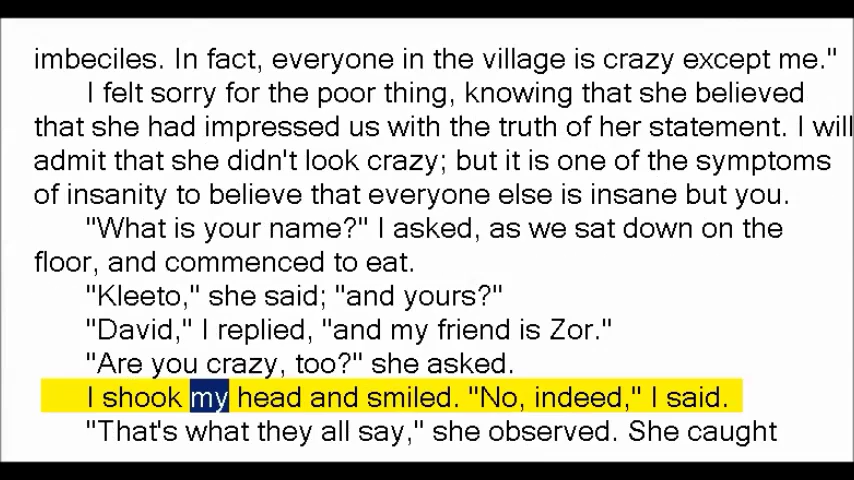 imbeciles. In fact, everyone in the village is crazy except me."
I felt sorry for the poor thing, knowing that she believed
that she had impressed us with the truth of her statement. I will
admit that she didn't look crazy; but it is one of the symptoms
of insanity to believe that everyone else is insane but you.
"What is your name?" I asked, as we sat down on the
floor, and commenced to eat.
"Kleeto," she said; "and yours?"
"David," I replied, "and my friend is Zor."
"Are you crazy, too?" she asked.
I shook my head and smiled. "No, indeed," I said.
"That's what they all say," she observed. She caught